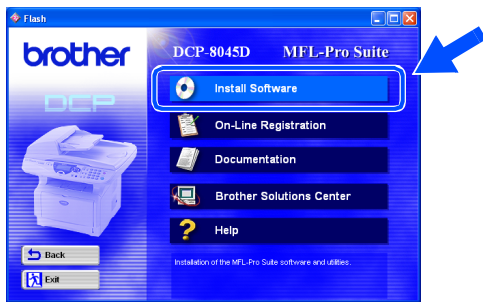 Flash
brother
DCP-8045D MFL-Pro Suite
DCP
Install Software
On-Line Registration
Documentation
Brother Solutions Center
Help
Back
Exit
Installation of the MFL-Pro Suite software and utilities.